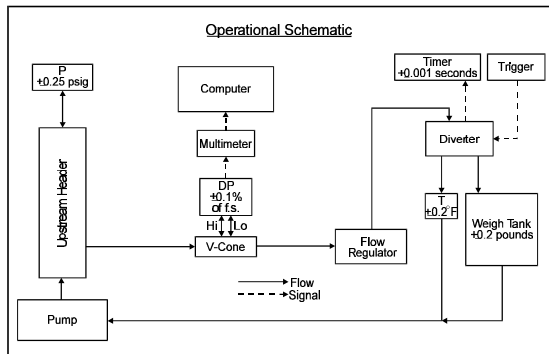 Operational Schematic
P
±0.25 psig
Upstream Header
Pump
Computer
Multimeter
DP
±0.1%
of f.s.
Hi
Lo
V-Cone
Flow
Regulator
Timer
±0.001 seconds
Trigger
Diverter
T
±0.2°F
Weigh Tank
±0.2 pounds
Flow
Signal